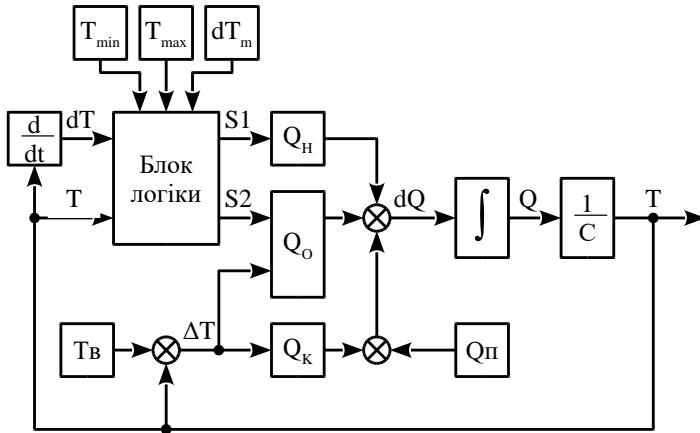 T_min
T_max
dT_m
d
dt
dT
T
Блок
логіки
S1
S2
Q_Н
Q_О
dQ
∫
Q
1
C
T
Tв
ΔT
Q_К
Qп